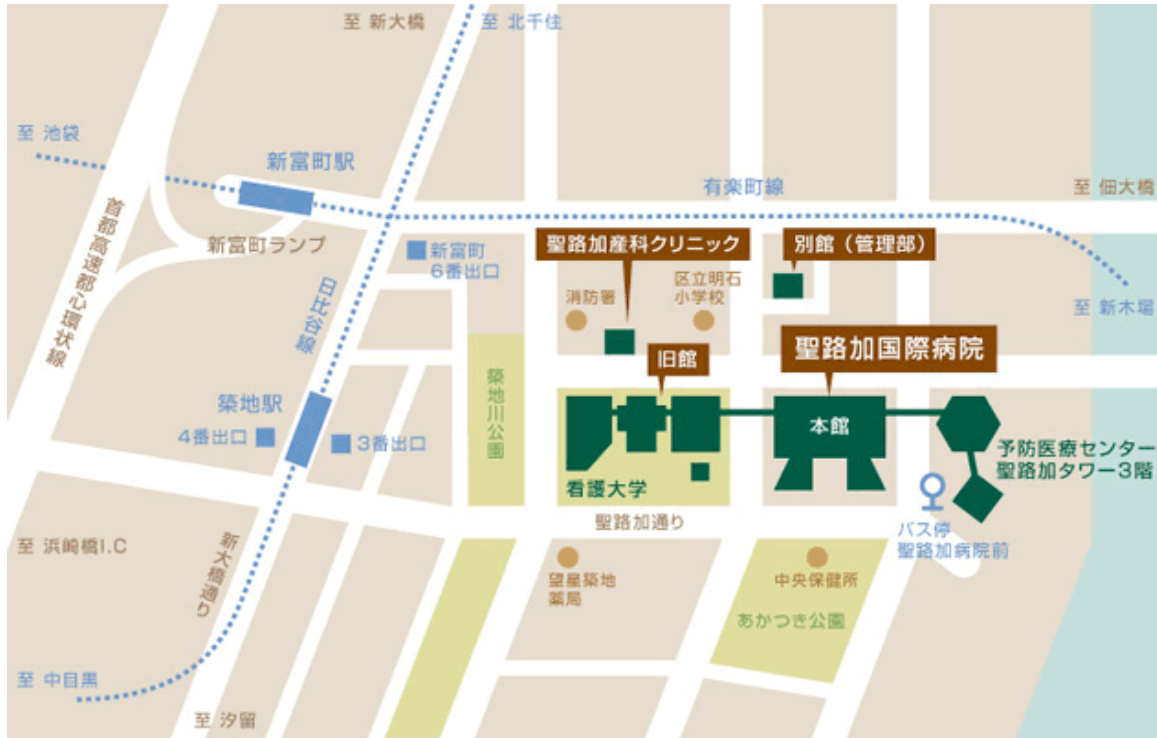 至 新大橋
至 北千住
至 池袋
新富町駅
有楽町線
至 佃大橋
首都高速都心環状線
新富町ランプ
新富町
6番出口
聖路加産科クリニック
別館（管理部）
日比谷線
消防署
区立明石
小学校
至 新木場
旧館
聖路加国際病院
築地川公園
築地駅
4番出口
3番出口
本館
予防医療センター
聖路加タワー3階
看護大学
聖路加通り
バス停
聖路加病院前
至 浜崎橋I.C
新大橋通り
望星築地
薬局
中央保健所
あかつき公園
至 中目黒
至 汐留